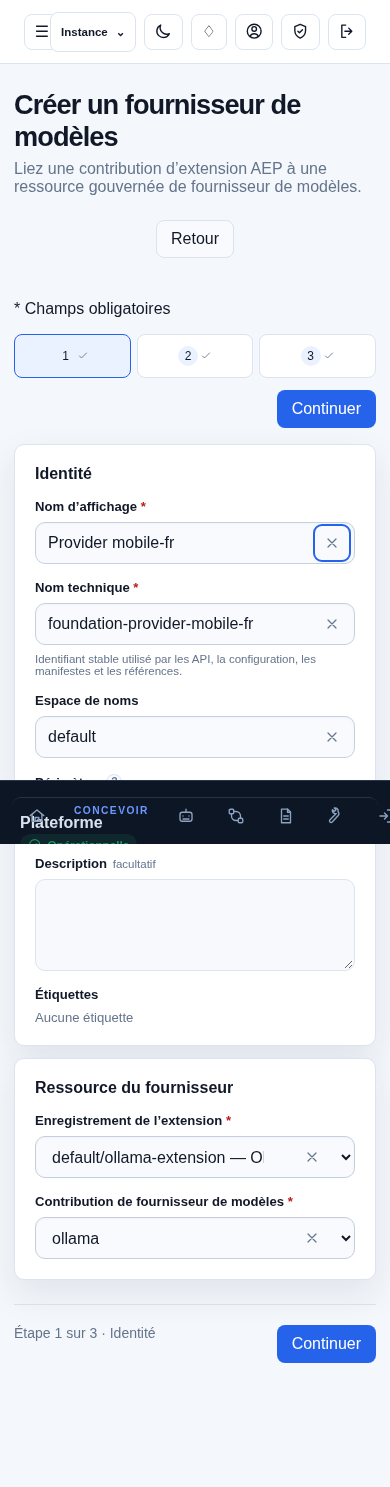 Instance
Créer un fournisseur de
modèles
Liez une contribution d’extension AEP à une
ressource gouvernée de fournisseur de modèles.
Retour
* Champs obligatoires
1
2
3
Continuer
Identité
Nom d’affichage *
Provider mobile-fr
Nom technique *
foundation-provider-mobile-fr
Identifiant stable utilisé par les API, la configuration, les
manifestes et les références.
Espace de noms
default
CONCEVOIR
Plateforme
Description facultatif
Étiquettes
Aucune étiquette
Ressource du fournisseur
Enregistrement de l’extension *
default/ollama-extension — O
Contribution de fournisseur de modèles *
ollama
Étape 1 sur 3 · Identité
Continuer